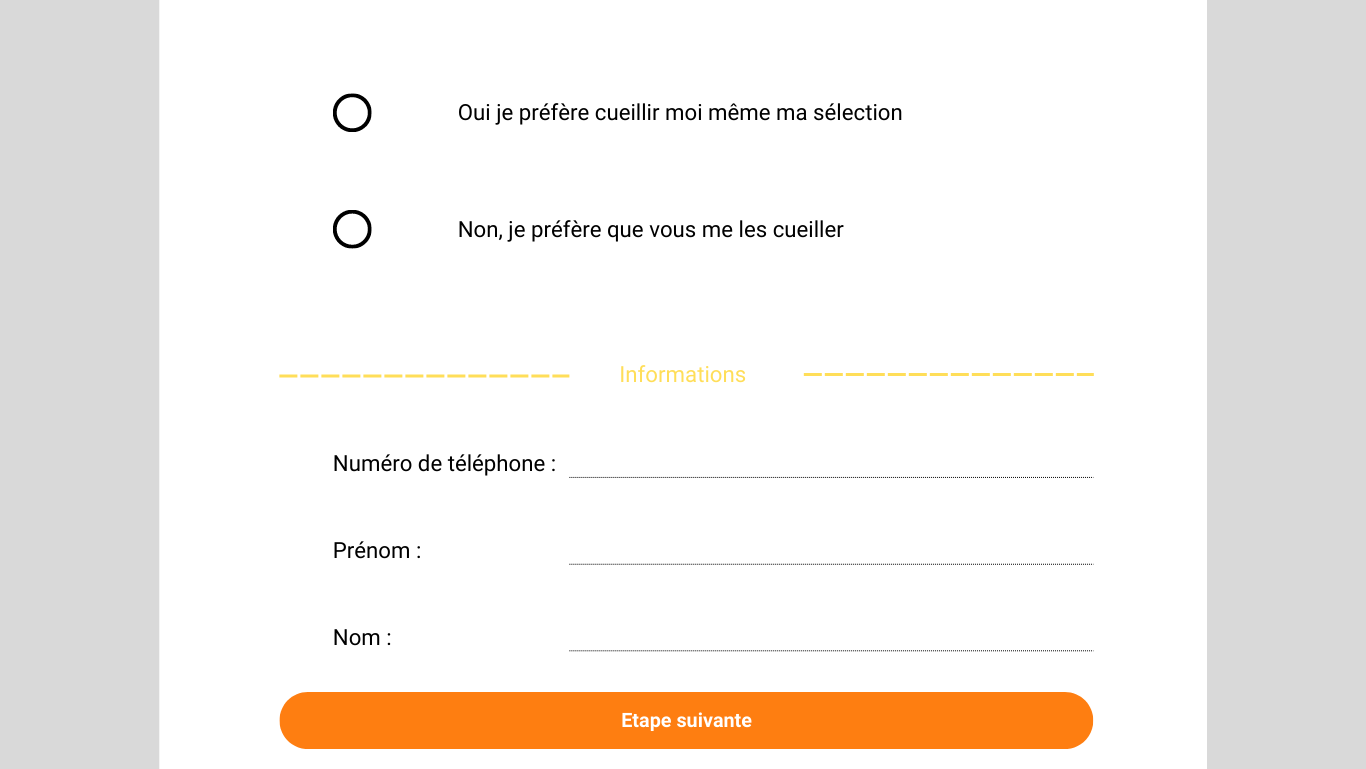 Oui je préfère cueillir moi même ma sélection
Non, je préfère que vous me les cueiller
Informations
Numéro de téléphone :
Prénom :
Nom :
Etape suivante